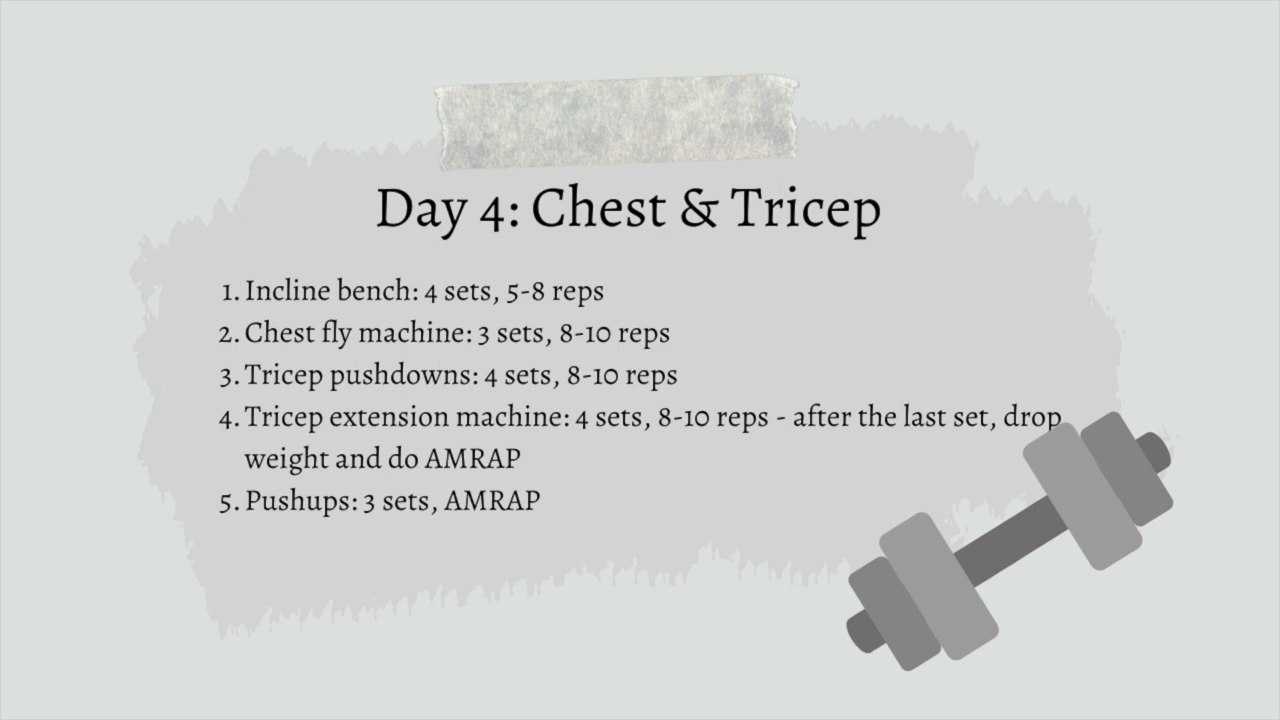 Day 4: Chest & Tricep
1. Incline bench: 4 sets, 5-8 reps
2. Chest fly machine: 3 sets, 8-10 reps
3. Tricep pushdowns: 4 sets, 8-10 reps
4. Tricep extension machine: 4 sets, 8-10 reps - after the last set, drop
weight and do AMRAP
5. Pushups: 3 sets, AMRAP